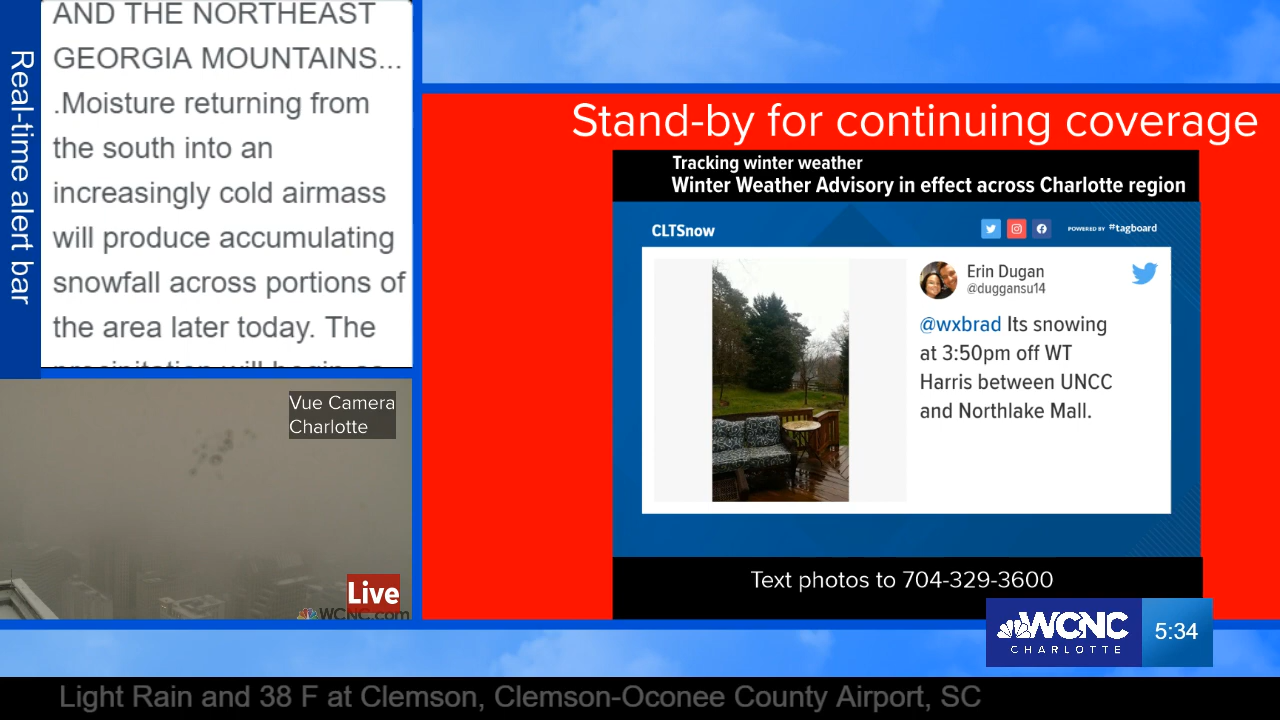 Real-time alert bar
AND THE NORTHEAST
GEORGIA MOUNTAINS...
.Moisture returning from
the south into an
increasingly cold airmass
will produce accumulating
snowfall across portions of
the area later today. The
precipitation will begin as
Vue Camera
Charlotte
Live
WCNC.com
Stand-by for continuing coverage
Tracking winter weather
Winter Weather Advisory in effect across Charlotte region
CLTSnow
POWERED BY #tagboard
Erin Dugan
@duggansu14
@wxbrad Its snowing
at 3:50pm off WT
Harris between UNCC
and Northlake Mall.
Text photos to 704-329-3600
WCNC
CHARLOTTE
5:34
Light Rain and 38 F at Clemson, Clemson-Oconee County Airport, SC